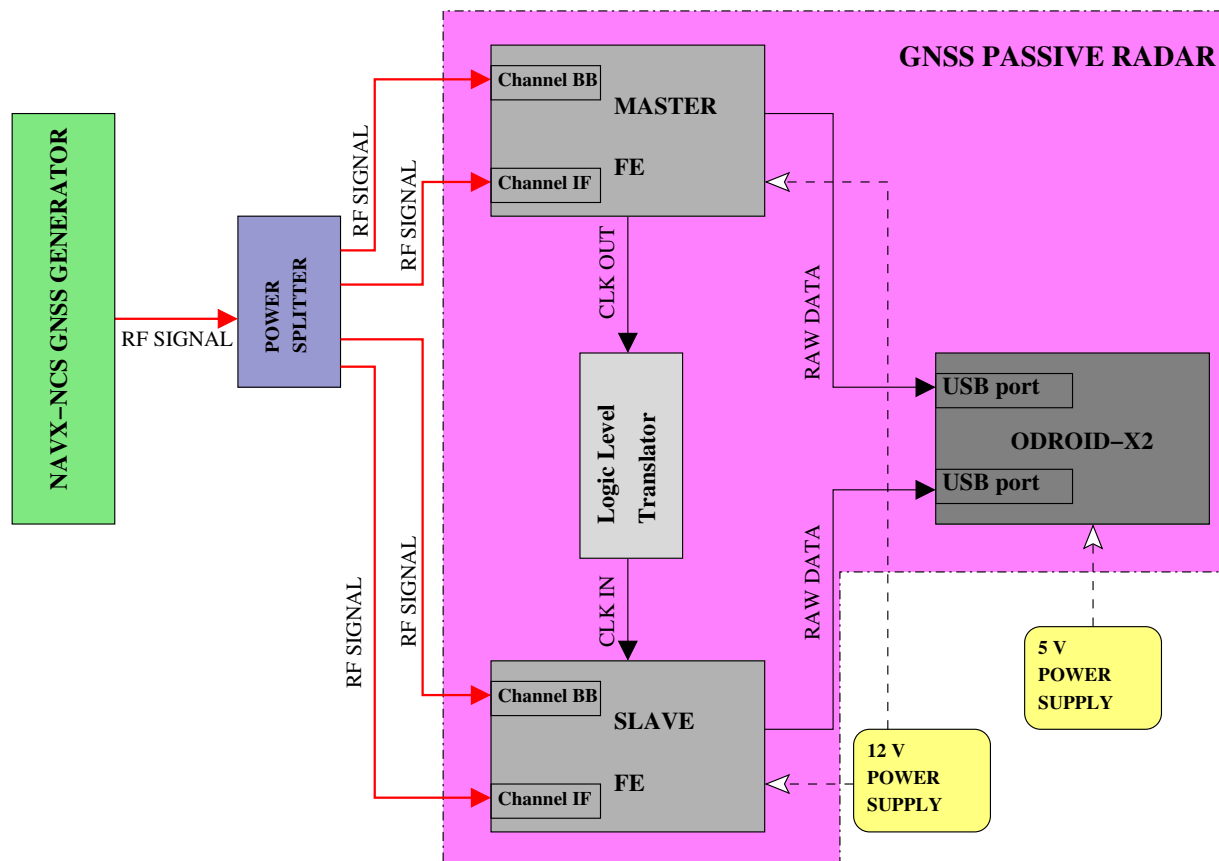 GNSS PASSIVE RADAR
NAVX-NCS GNSS GENERATOR
RF SIGNAL
POWER
SPLITTER
RF SIGNAL
RF SIGNAL
RF SIGNAL
RF SIGNAL
Channel BB
MASTER
FE
Channel IF
CLK OUT
Logic Level
Translator
CLK IN
Channel BB
SLAVE
FE
Channel IF
RAW DATA
RAW DATA
USB port
ODROID-X2
USB port
5 V
POWER
SUPPLY
12 V
POWER
SUPPLY